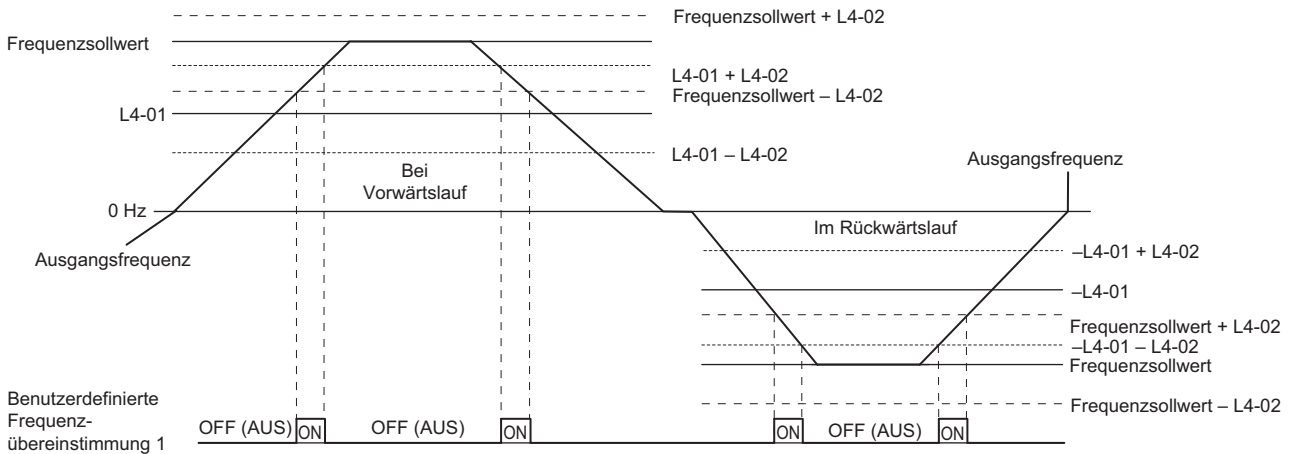 Frequenzsollwert + L4-02
Frequenzsollwert
L4-01 + L4-02
Frequenzsollwert – L4-02
L4-01
L4-01 – L4-02
Bei
Vorwärtslauf
Ausgangsfrequenz
0 Hz
Im Rückwärtslauf
Ausgangsfrequenz
–L4-01 + L4-02
–L4-01
Frequenzsollwert + L4-02
–L4-01 – L4-02
Frequenzsollwert
Frequenzsollwert – L4-02
Benutzerdefinierte
Frequenz-
übereinstimmung 1
OFF (AUS) ON OFF (AUS) ON ON OFF (AUS) ON